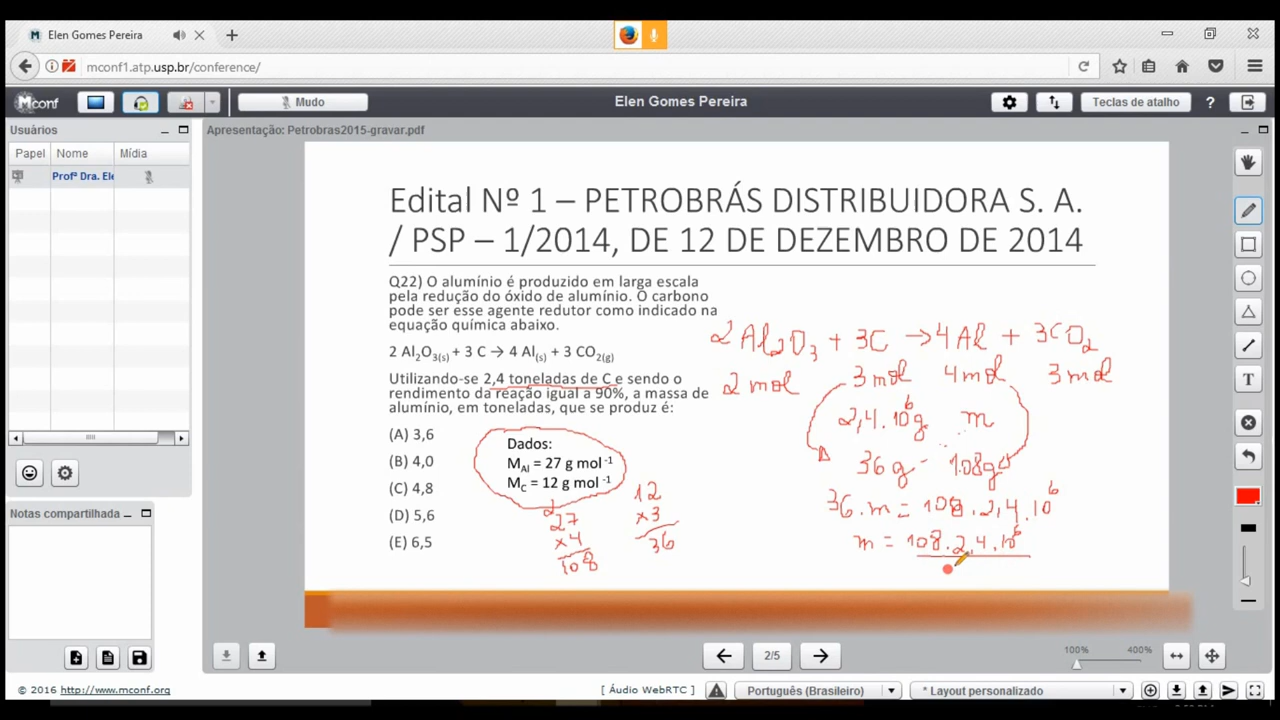 Elen Gomes Pereira
mconf1.atp.usp.br/conference/
Mconf
Mudo
Elen Gomes Pereira
Teclas de atalho
?
Usuários
Apresentação: Petrobras2015-gravar.pdf
Papel Nome Mídia
Profª Dra. Ele
Edital Nº 1 – PETROBRÁS DISTRIBUIDORA S. A.
/ PSP – 1/2014, DE 12 DE DEZEMBRO DE 2014
Q22) O alumínio é produzido em larga escala
pela redução do óxido de alumínio. O carbono
pode ser esse agente redutor como indicado na
equação química abaixo.
2 Al₂O₃₍ₛ₎ + 3 C → 4 Al₍ₛ₎ + 3 CO₂(g)
Utilizando-se 2,4 toneladas de C e sendo o
rendimento da reação igual a 90%, a massa de
alumínio, em toneladas, que se produz é:
(A) 3,6
(B) 4,0
(C) 4,8
(D) 5,6
(E) 6,5
Dados:
M_Al = 27 g mol⁻¹
M_C = 12 g mol⁻¹
2
27
x4
108
12
x3
36
2Al₂O₃ + 3C → 4Al + 3CO₂
2 mol 3 mol 4 mol 3 mol
2,4.10⁶g m
36g - 108g
36.m = 108.2,4.10⁶
m = 108.2,4.10⁶
Notas compartilhada
T
2/5
100% 400%
© 2016 http://www.mconf.org
[ Áudio WebRTC ]
Português (Brasileiro)
* Layout personalizado